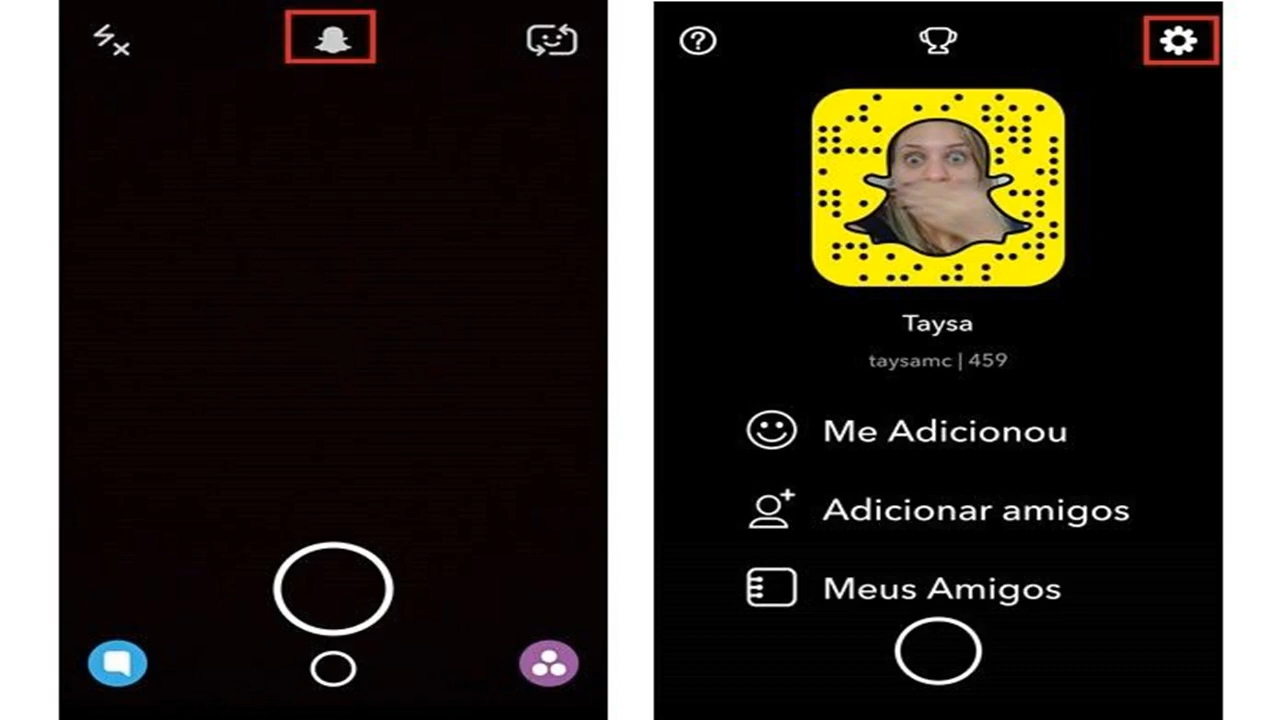 Taysa
taysamc | 459
Me Adicionou
Adicionar amigos
Meus Amigos